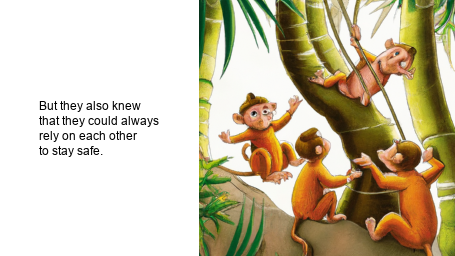 But they also knew
that they could always
rely on each other
to stay safe.